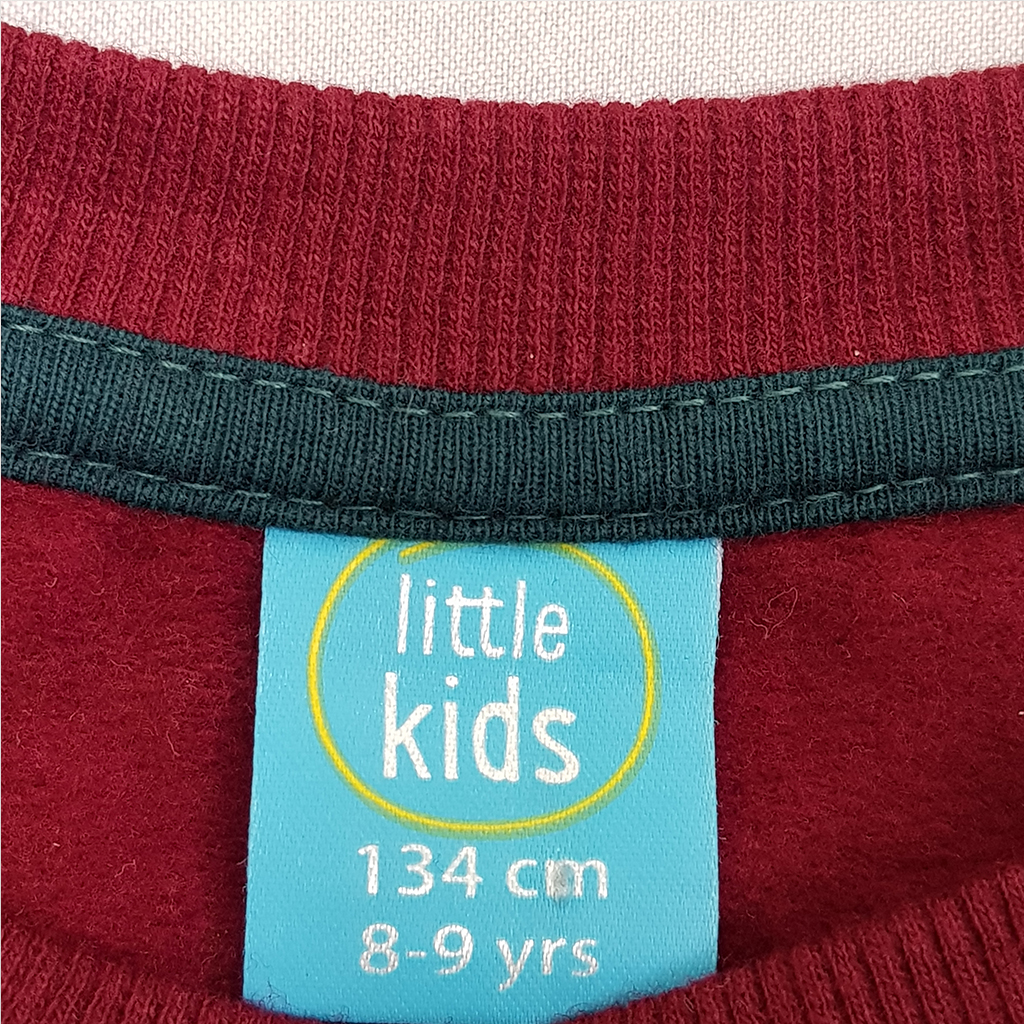 little
kids
134 cm
8-9 yrs